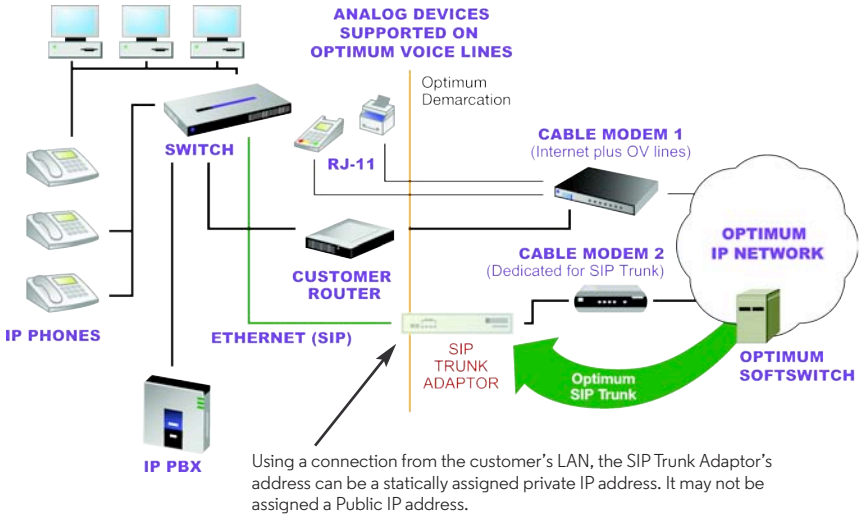 ANALOG DEVICES
SUPPORTED ON
OPTIMUM VOICE LINES
Optimum
Demarcation
SWITCH
RJ-11
CABLE MODEM 1
(Internet plus OV lines)
OPTIMUM
IP NETWORK
CABLE MODEM 2
(Dedicated for SIP Trunk)
CUSTOMER
ROUTER
IP PHONES
ETHERNET (SIP)
SIP
TRUNK
ADAPTOR
OPTIMUM
SOFTSWITCH
Optimum
SIP Trunk
IP PBX
Using a connection from the customer's LAN, the SIP Trunk Adaptor's
address can be a statically assigned private IP address. It may not be
assigned a Public IP address.